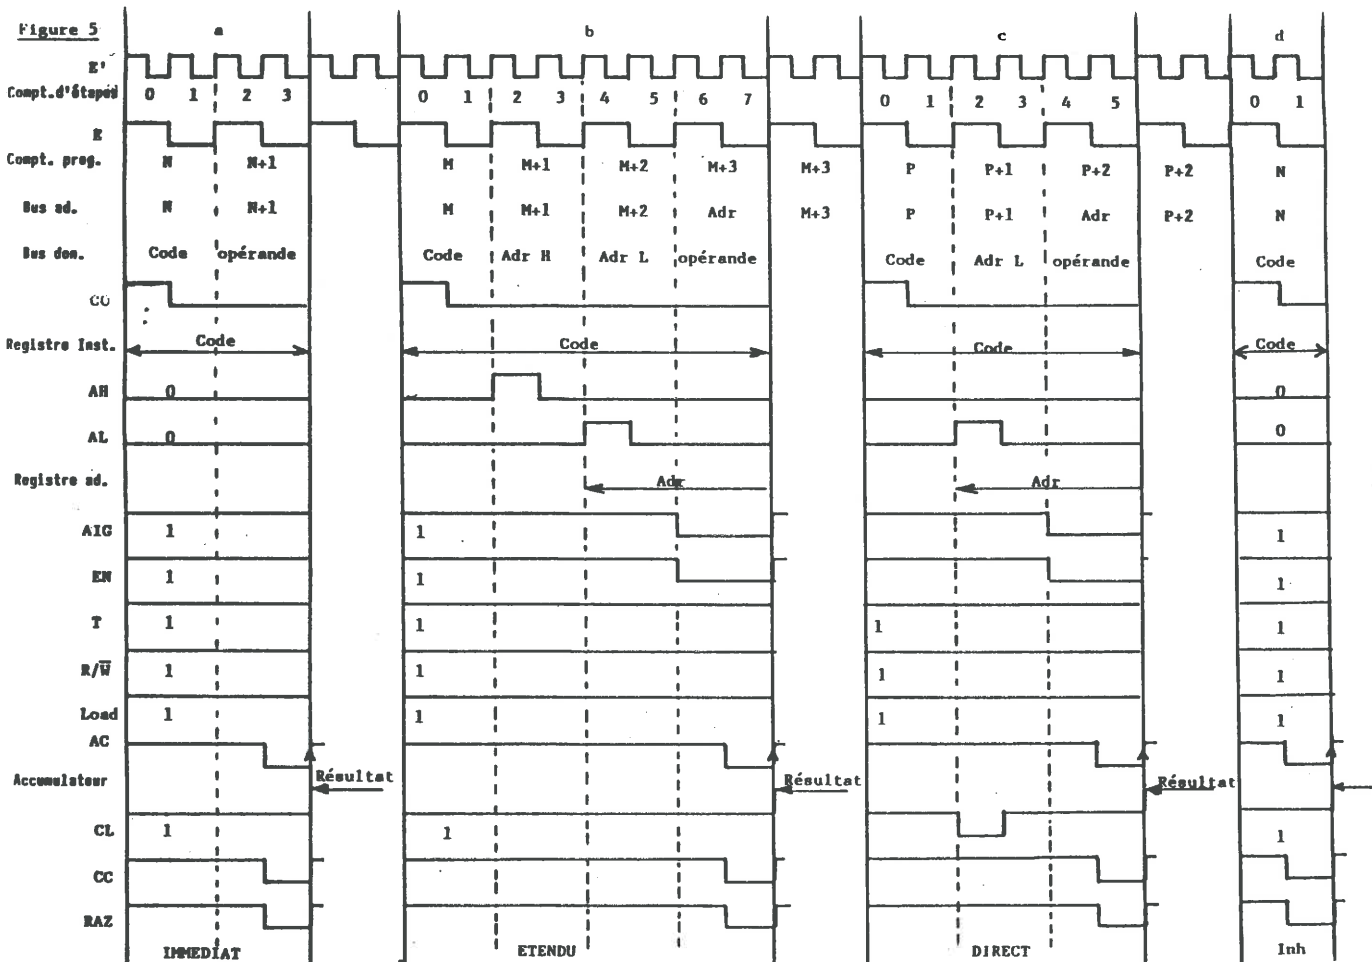 Figure 5 a b c d
E'
Compt.d'étapes 0 1 2 3 0 1 2 3 4 5 6 7 0 1 2 3 4 5 0 1
E
Compt. prog. N N+1 M M+1 M+2 M+3 M+3 P P+1 P+2 P+2 N
Bus ad. N N+1 M M+1 M+2 Adr M+3 P P+1 Adr P+2 N
Bus don. Code opérande Code Adr H Adr L opérande Code Adr L opérande Code
CO
Registre Inst. Code Code Code Code
AH 0 0
AL 0 0
Registre ad. Adr Adr
AIG 1 1 1
EN 1 1 1
T 1 1 1 1
R/W̅ 1 1 1 1
Load 1 1 1 1
AC
Accumulateur Résultat Résultat Résultat
CL 1 1 1
CC
RAZ
IMMEDIAT ETENDU DIRECT Inh